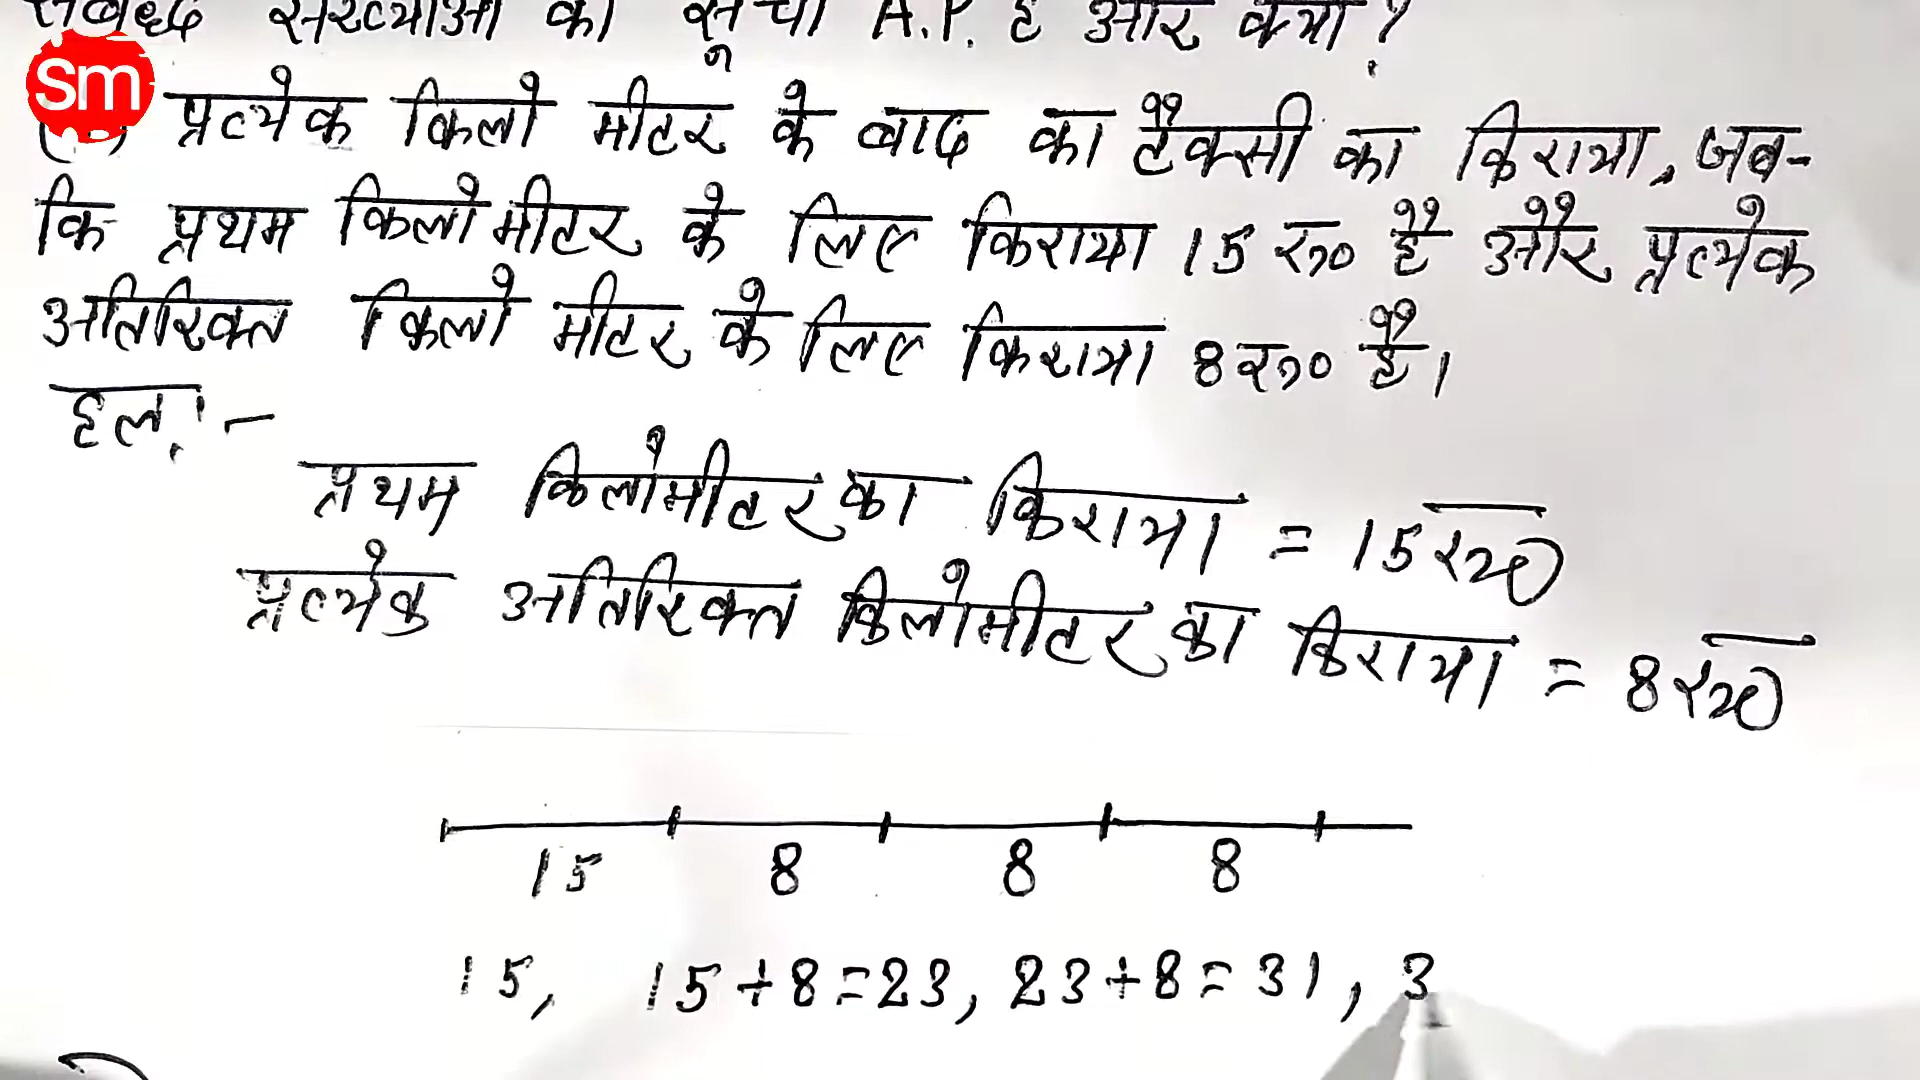 संबद्ध संख्याओं की सूची A.P. है और क्यों?
Sm
प्रत्येक किलो मीटर के बाद का टैक्सी का किराया, जब-
कि प्रथम किलो मीटर के लिए किराया 15 रू० है और प्रत्येक
अतिरिक्त किलो मीटर के लिए किराया 8 रू० है।
हल:-
प्रथम किलोमीटर का किराया = 15 रू०
प्रत्येक अतिरिक्त किलोमीटर का किराया = 8 रू०
15 8 8 8
15, 15+8=23, 23+8=31, 3